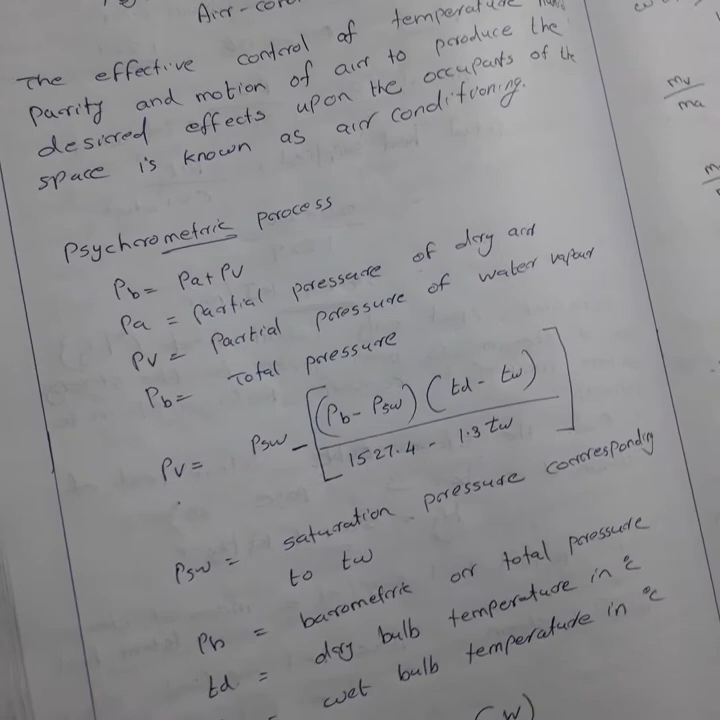 Air-con
The effective control of temperature
Purity and motion of air to produce the
desired effects upon the occupants of the
space is known as air conditioning.
Psychrometric process
Pb = Pa + Pv
Pa = Partial pressure of dry air
Pv = Partial pressure of water vapour
Pb = Total pressure
Pv = Psw - [(Pb - Psw) (td - tw) / 1527.4 - 1.3 tw]
Psw = saturation pressure corresponding
to tw
Pb = barometric or total pressure
td = dry bulb temperature in °c
= wet bulb temperature in °c
(W)
mv/ma